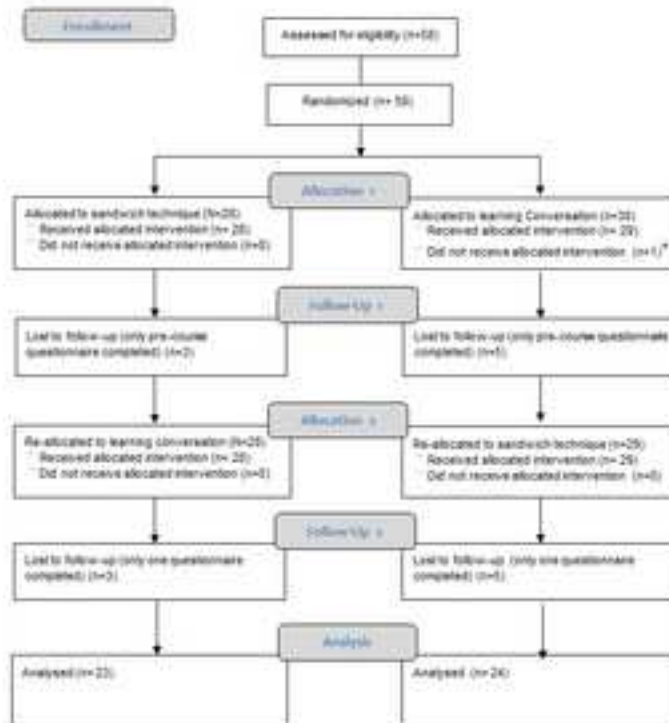 Enrollment
Assessed for eligibility (n=58)
Randomized (n= 58)
Allocation 1
Allocated to sandwich technique (N=28)
Received allocated intervention (n= 28)
Did not receive allocated intervention (n=0)
Allocated to learning Conversation (n=30)
Received allocated intervention (n= 29)
Did not receive allocated intervention (n=1)*
Follow-Up
Lost to follow-up (only pre-course
questionnaire completed)
Lost to follow-up (only pre-course questionnaire
completed) (n=5)
Allocation 2
Re-allocated to learning conversation (N=28)
Received allocated intervention (n= 28)
Did not receive allocated intervention (n=0)
Re-allocated to sandwich technique (n=29)
Received allocated intervention (n= 29)
Did not receive allocated intervention (n=0)
Follow-Up
Lost to follow-up (only one questionnaire
completed) (n=3)
Lost to follow-up (only one questionnaire
completed)
Analysis
Analysed (n= 23)
Analysed (n= 24)